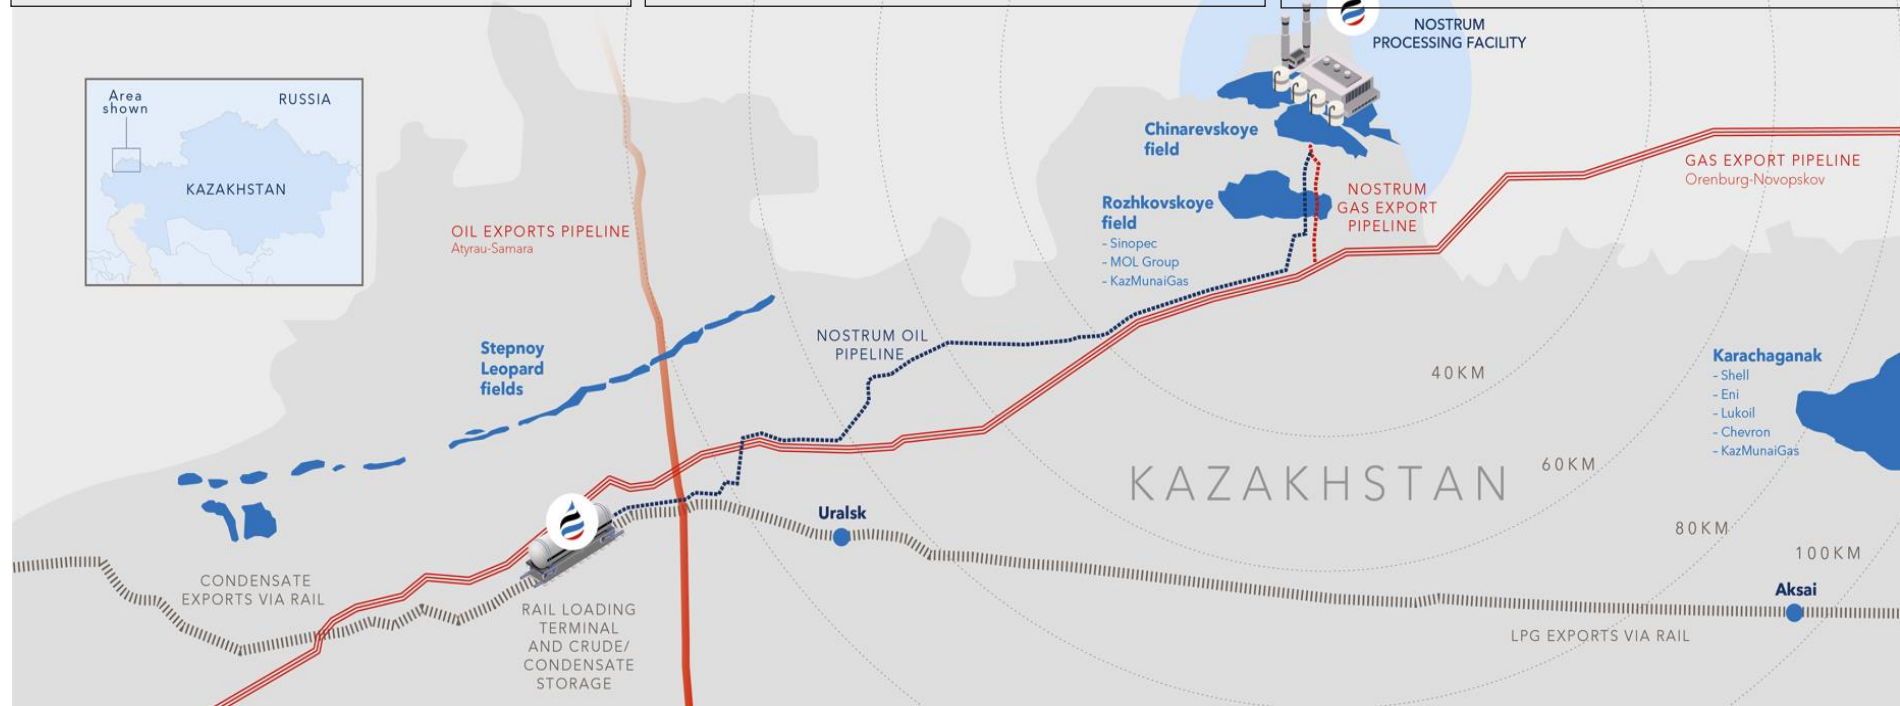 NOSTRUM
PROCESSING FACILITY
Area
shown
RUSSIA
KAZAKHSTAN
Chinarevskoye
field
GAS EXPORT PIPELINE
Orenburg-Novopskov
NOSTRUM
GAS EXPORT
PIPELINE
Rozhkovskoye
field
- Sinopec
- MOL Group
- KazMunaiGas
OIL EXPORTS PIPELINE
Atyrau-Samara
NOSTRUM OIL
PIPELINE
Stepnoy
Leopard
fields
40KM
Karachaganak
- Shell
- Eni
- Lukoil
- Chevron
- KazMunaiGas
KAZAKHSTAN
60KM
80KM
100KM
Uralsk
CONDENSATE
EXPORTS VIA RAIL
RAIL LOADING
TERMINAL
AND CRUDE/
CONDENSATE
STORAGE
Aksai
LPG EXPORTS VIA RAIL